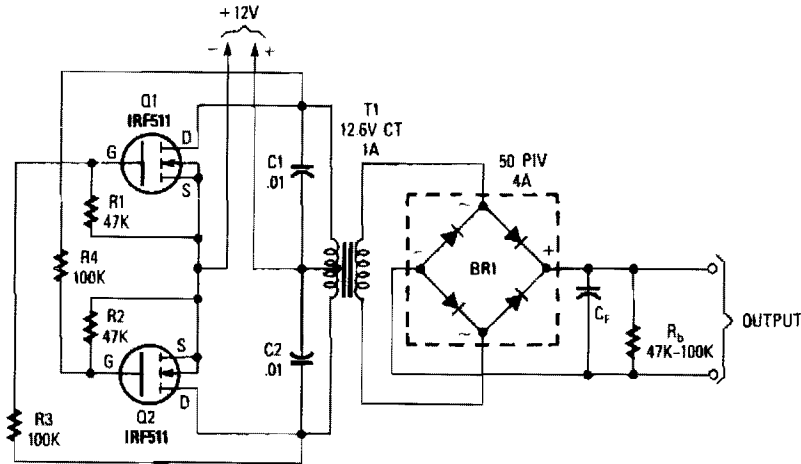 +12V
− +
Q1
IRF511
D
G
S
R1
47K
R4
100K
R2
47K
S
G
D
Q2
IRF511
R3
100K
C1
.01
C2
.01
T1
12.6V CT
1A
50 PIV
4A
~
−
+
BR1
~
CF
Rb
47K–100K
OUTPUT